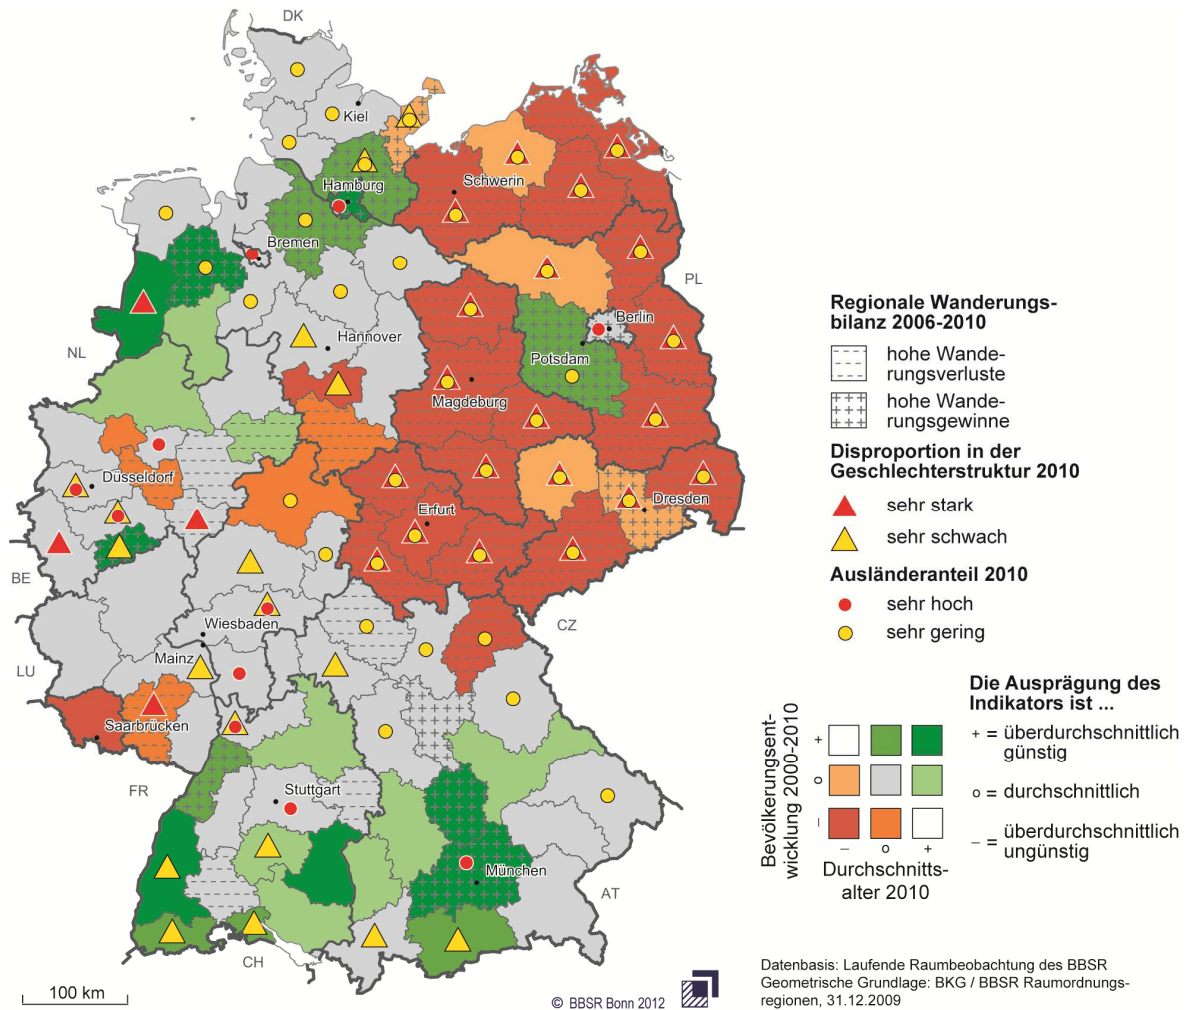 DK
Kiel
Hamburg
Schwerin
Bremen
PL
NL
Hannover
Berlin
Potsdam
Magdeburg
Düsseldorf
Erfurt
Dresden
BE
Wiesbaden
CZ
LU
Mainz
Saarbrücken
FR
Stuttgart
München
AT
CH
100 km
© BBSR Bonn 2012
Regionale Wanderungs-
bilanz 2006-2010
hohe Wande-
rungsverluste
hohe Wande-
rungsgewinne
Disproportion in der
Geschlechterstruktur 2010
sehr stark
sehr schwach
Ausländeranteil 2010
sehr hoch
sehr gering
Bevölkerungsent-
wicklung 2000-2010
+
o
–
– o +
Durchschnitts-
alter 2010
Die Ausprägung des
Indikators ist ...
+ = überdurchschnittlich
günstig
o = durchschnittlich
– = überdurchschnittlich
ungünstig
Datenbasis: Laufende Raumbeobachtung des BBSR
Geometrische Grundlage: BKG / BBSR Raumordnungs-
regionen, 31.12.2009